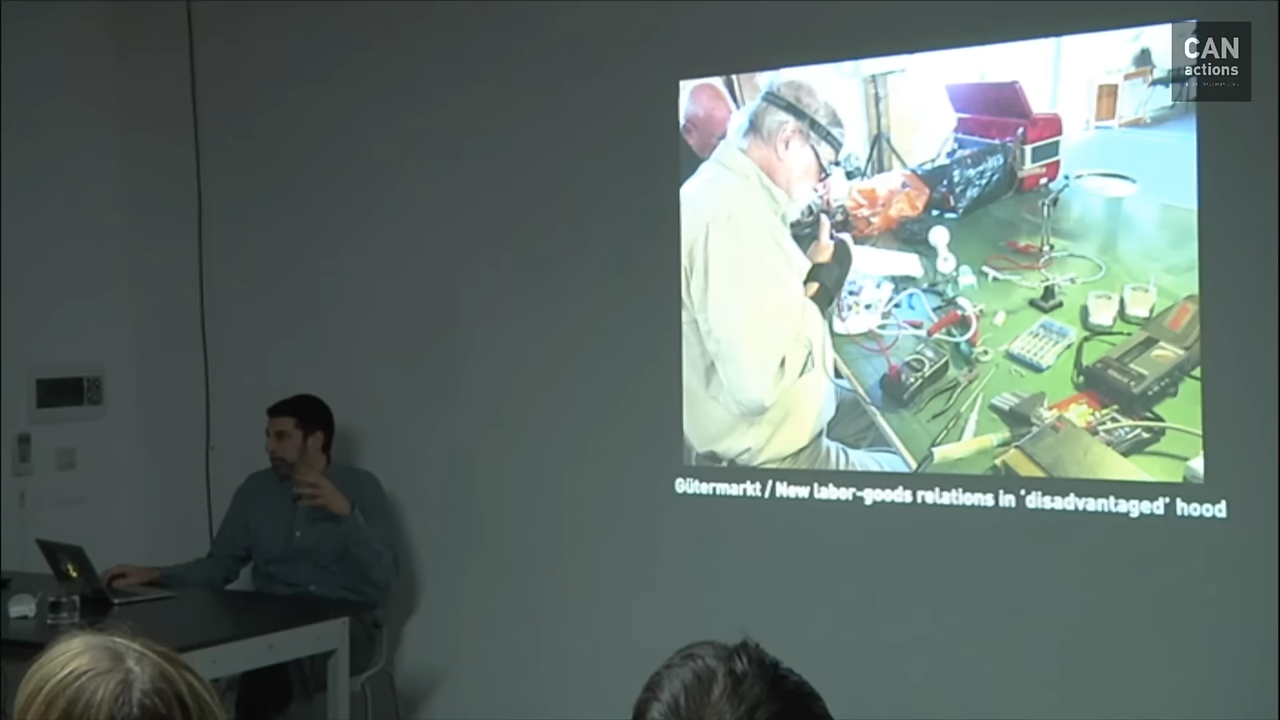 CAN
actions
Gütermarkt / New labor-goods relations in ‘disadvantaged’ hood